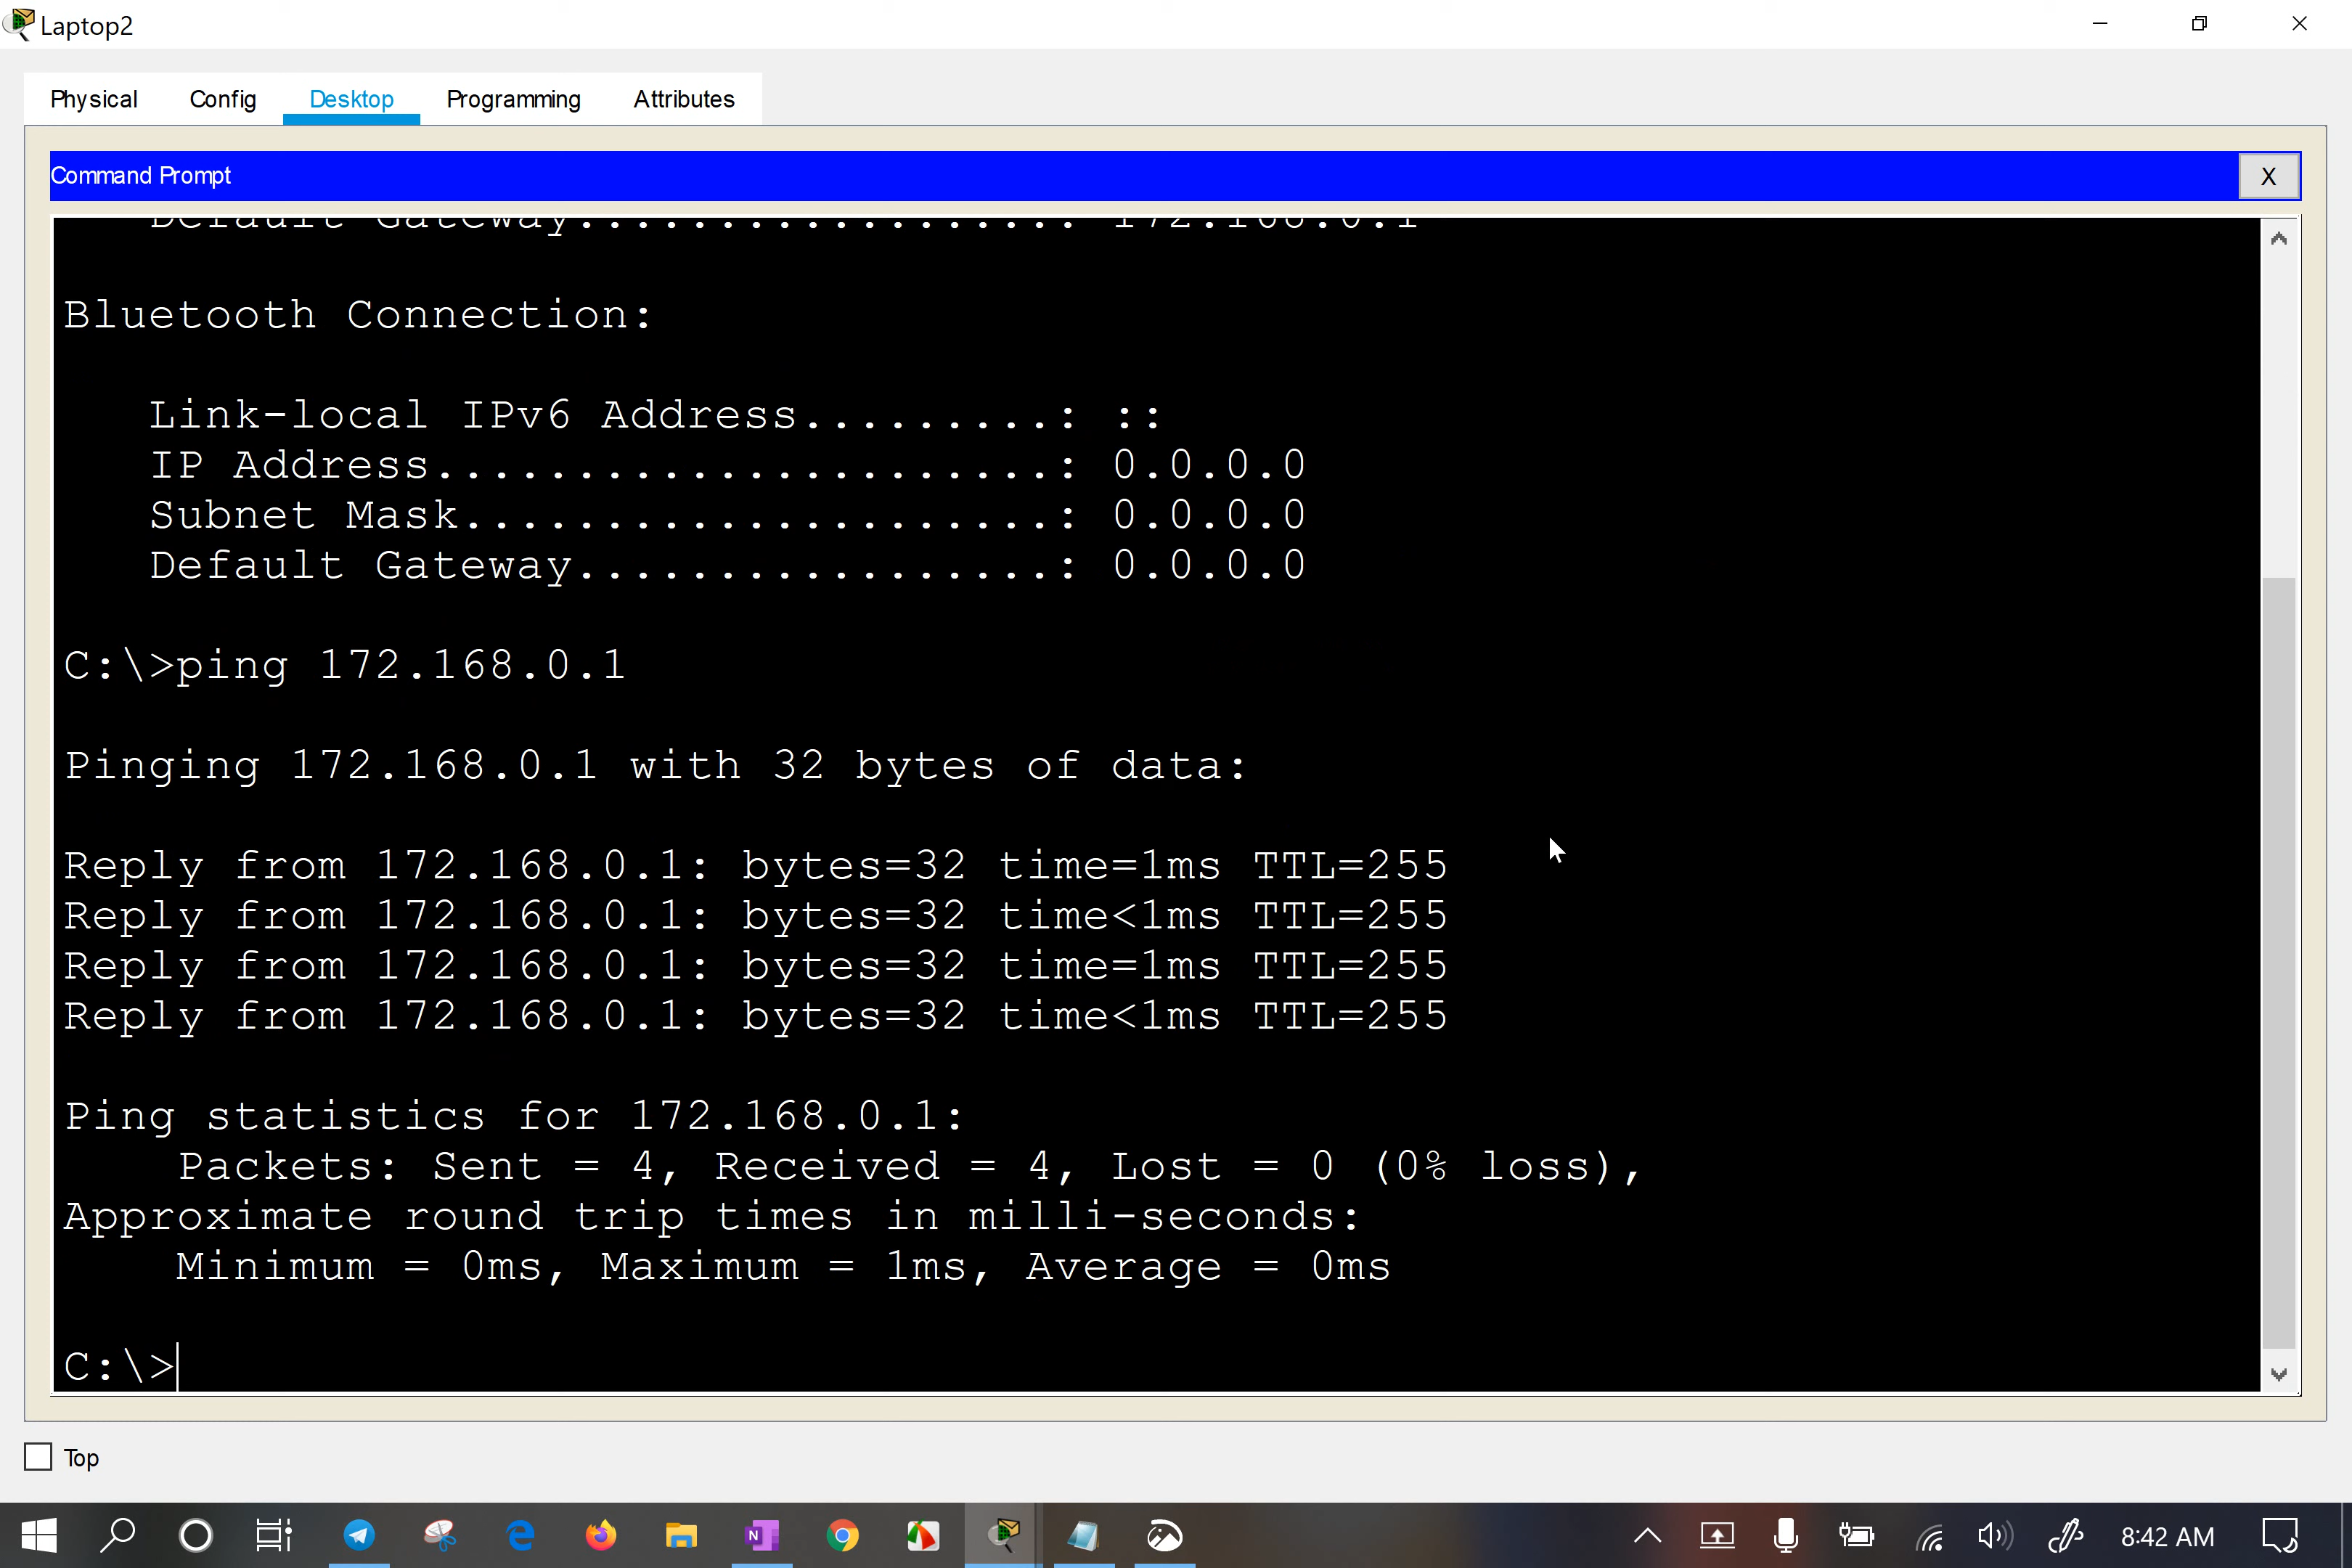 Laptop2
Physical Config Desktop Programming Attributes
Command Prompt
X
Default Gateway.................: 172.168.0.1
Bluetooth Connection:
Link-local IPv6 Address.........: ::
IP Address......................: 0.0.0.0
Subnet Mask.....................: 0.0.0.0
Default Gateway.................: 0.0.0.0
C:\>ping 172.168.0.1
Pinging 172.168.0.1 with 32 bytes of data:
Reply from 172.168.0.1: bytes=32 time=1ms TTL=255
Reply from 172.168.0.1: bytes=32 time<1ms TTL=255
Reply from 172.168.0.1: bytes=32 time=1ms TTL=255
Reply from 172.168.0.1: bytes=32 time<1ms TTL=255
Ping statistics for 172.168.0.1:
Packets: Sent = 4, Received = 4, Lost = 0 (0% loss),
Approximate round trip times in milli-seconds:
Minimum = 0ms, Maximum = 1ms, Average = 0ms
C:\>
Top
8:42 AM